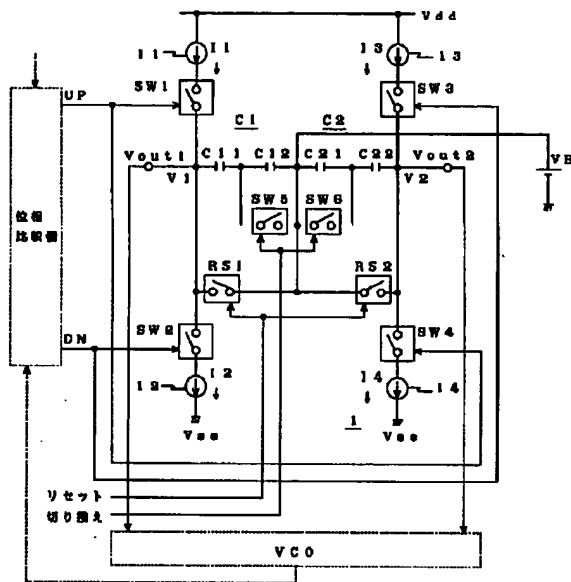 Vdd
I1 I1 I3 I3
UP SW1 SW3
C1 C2
Vout1 C11 C12 C21 C22 Vout2
V1 V2
位相
比較器
SW5 SW6
RS1 RS2
DN SW2 SW4
I2 I2 I4 I4
Vss 1 Vss
リセット
切り換え
VCO